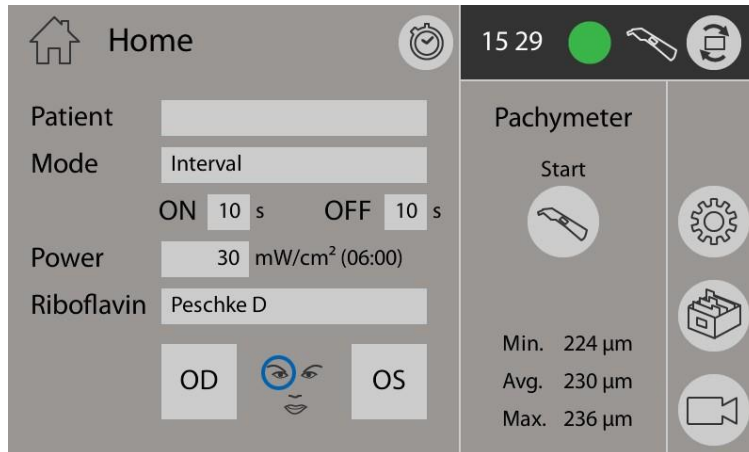 Home
15 29
Patient
Mode Interval
ON 10 s OFF 10 s
Power 30 mW/cm² (06:00)
Riboflavin Peschke D
OD OS
Pachymeter
Start
Min. 224 µm
Avg. 230 µm
Max. 236 µm